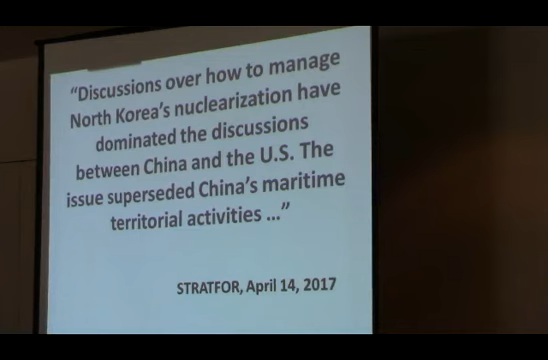 “Discussions over how to manage
North Korea’s nuclearization have
dominated the discussions
between China and the U.S. The
issue superseded China’s maritime
territorial activities ...”
STRATFOR, April 14, 2017